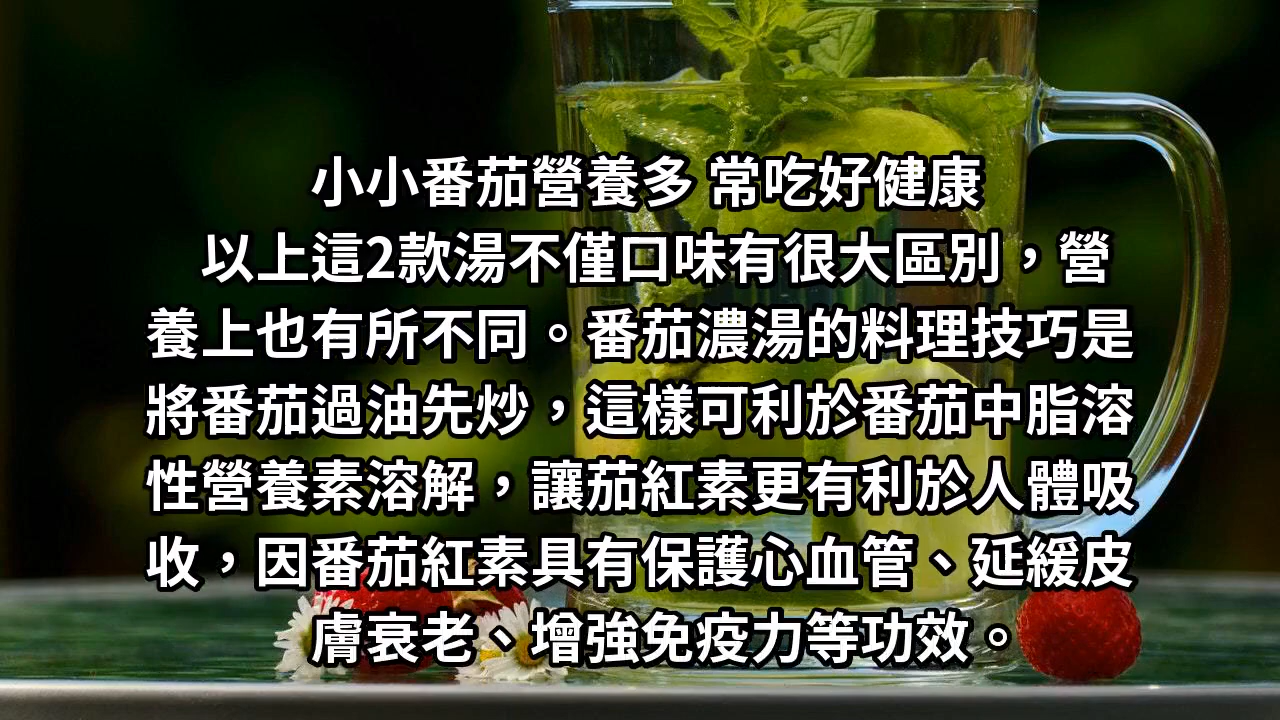 小小番茄營養多 常吃好健康
以上這2款湯不僅口味有很大區別，營
養上也有所不同。番茄濃湯的料理技巧是
將番茄過油先炒，這樣可利於番茄中脂溶
性營養素溶解，讓茄紅素更有利於人體吸
收，因番茄紅素具有保護心血管、延緩皮
膚衰老、增強免疫力等功效。